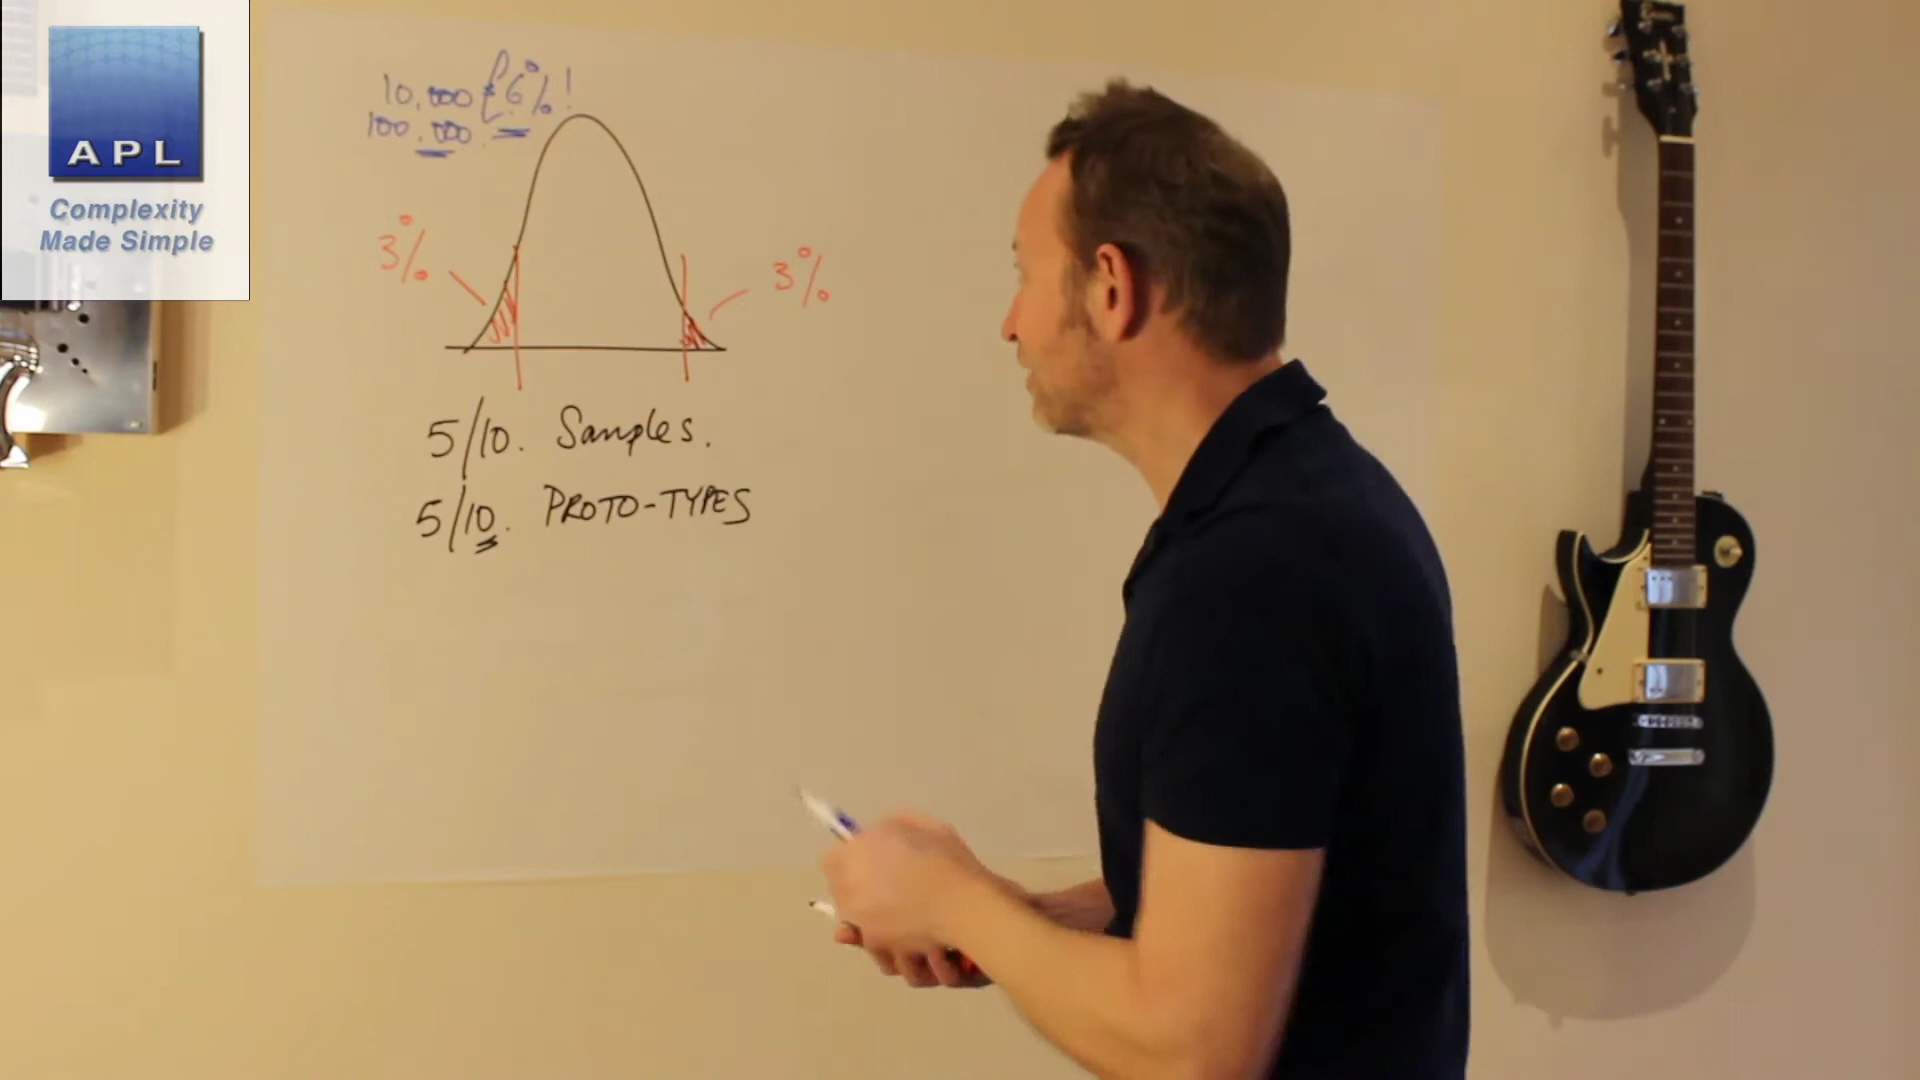 APL
Complexity
Made Simple
10,000 £6%!
100.000.
3%
3%
5/10. Samples.
5/10. PROTO-TYPES